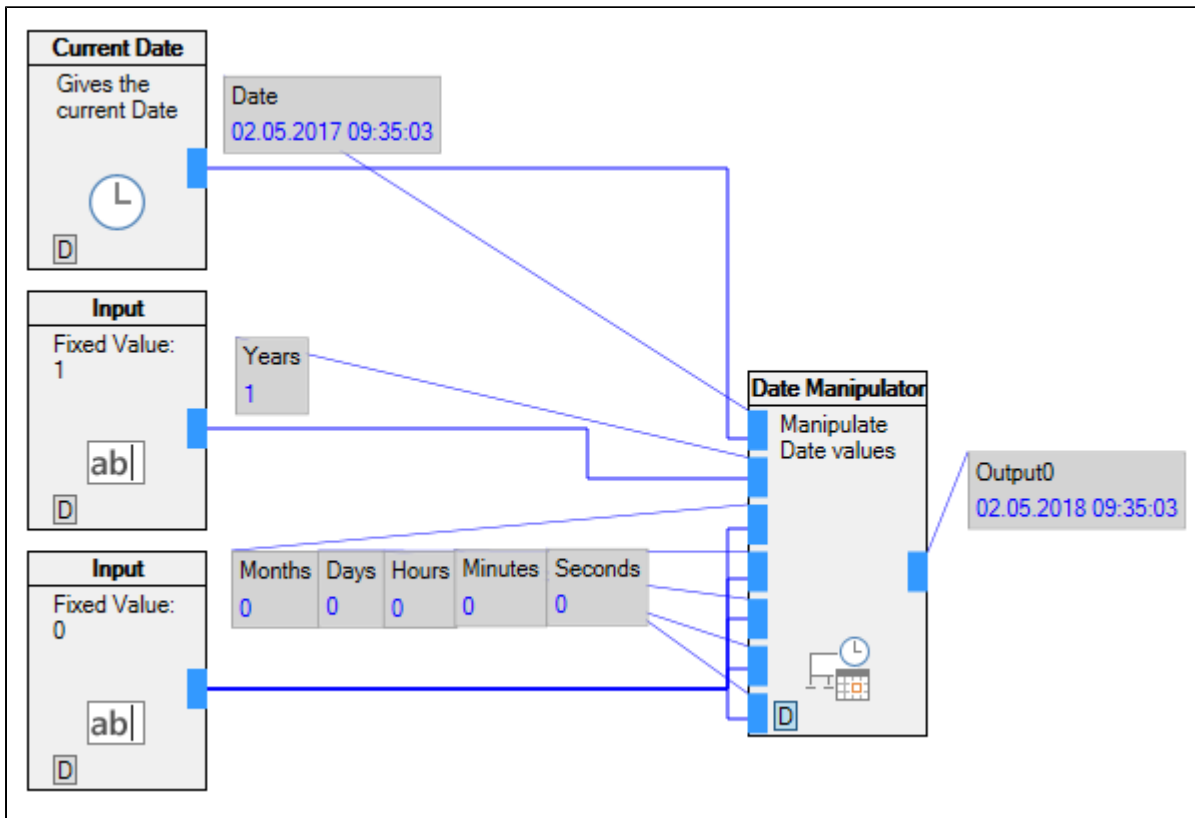 Current Date
Gives the
current Date
D
Date
02.05.2017 09:35:03
Input
Fixed Value:
1
ab
D
Years
1
Input
Fixed Value:
0
ab
D
Months
0
Days
0
Hours
0
Minutes
0
Seconds
0
Date Manipulator
Manipulate
Date values
D
Output0
02.05.2018 09:35:03